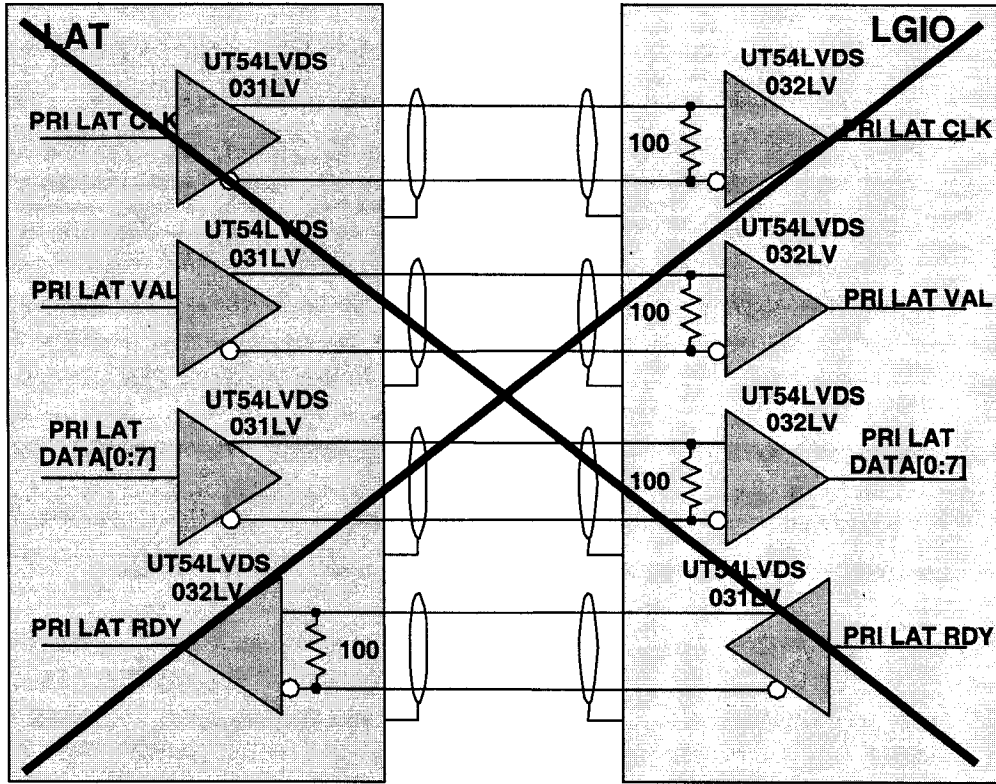 LAT
LGIO
UT54LVDS
031LV
UT54LVDS
032LV
PRI LAT CLK
100
PRI LAT CLK
UT54LVDS
031LV
UT54LVDS
032LV
PRI LAT VAL
100
PRI LAT VAL
UT54LVDS
031LV
UT54LVDS
032LV
PRI LAT
DATA[0:7]
100
PRI LAT
DATA[0:7]
UT54LVDS
032LV
UT54LVDS
031LV
PRI LAT RDY
100
PRI LAT RDY